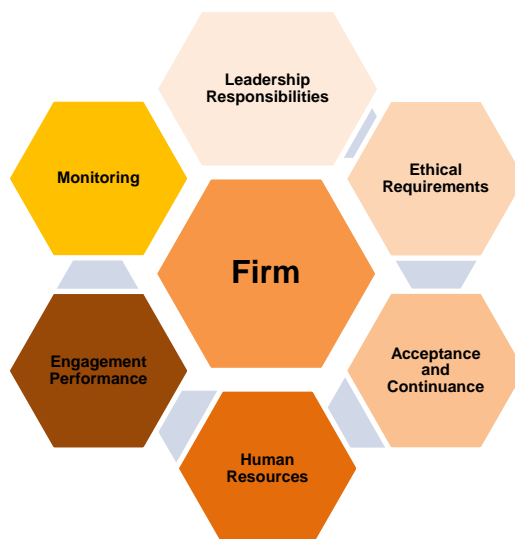 Leadership
Responsibilities
Ethical
Requirements
Monitoring
Firm
Acceptance
and
Continuance
Engagement
Performance
Human
Resources